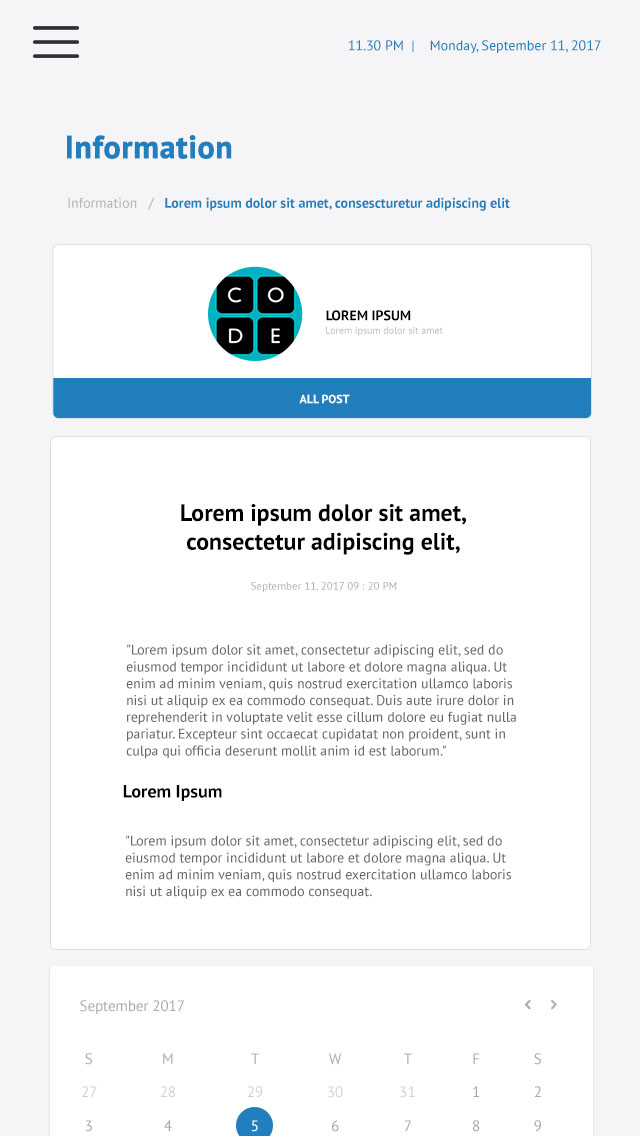 11.30 PM | Monday, September 11, 2017
Information
Information / Lorem ipsum dolor sit amet, consescturetur adipiscing elit
C O
D E
LOREM IPSUM
Lorem ipsum dolor sit amet
ALL POST
Lorem ipsum dolor sit amet,
consectetur adipiscing elit,
September 11, 2017 09 : 20 PM
"Lorem ipsum dolor sit amet, consectetur adipiscing elit, sed do
eiusmod tempor incididunt ut labore et dolore magna aliqua. Ut
enim ad minim veniam, quis nostrud exercitation ullamco laboris
nisi ut aliquip ex ea commodo consequat. Duis aute irure dolor in
reprehenderit in voluptate velit esse cillum dolore eu fugiat nulla
pariatur. Excepteur sint occaecat cupidatat non proident, sunt in
culpa qui officia deserunt mollit anim id est laborum."
Lorem Ipsum
"Lorem ipsum dolor sit amet, consectetur adipiscing elit, sed do
eiusmod tempor incididunt ut labore et dolore magna aliqua. Ut
enim ad minim veniam, quis nostrud exercitation ullamco laboris
nisi ut aliquip ex ea commodo consequat.
September 2017
S M T W T F S
27 28 29 30 31 1 2
3 4 5 6 7 8 9